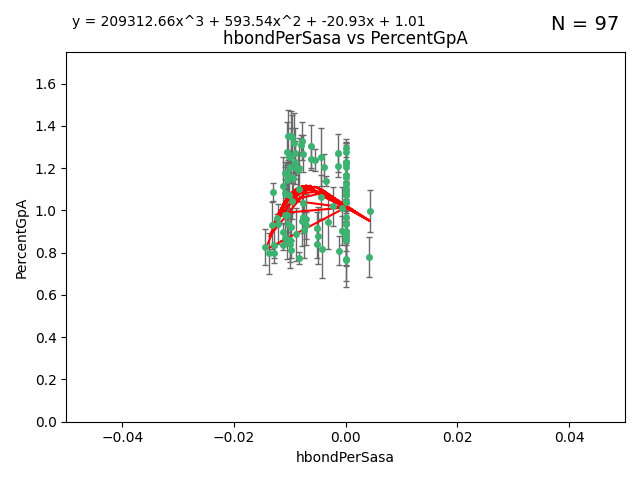 y = 209312.66x^3 + 593.54x^2 + -20.93x + 1.01
N = 97
hbondPerSasa vs PercentGpA
PercentGpA
1.6
1.4
1.2
1.0
0.8
0.6
0.4
0.2
0.0
−0.04 −0.02 0.00 0.02 0.04
hbondPerSasa